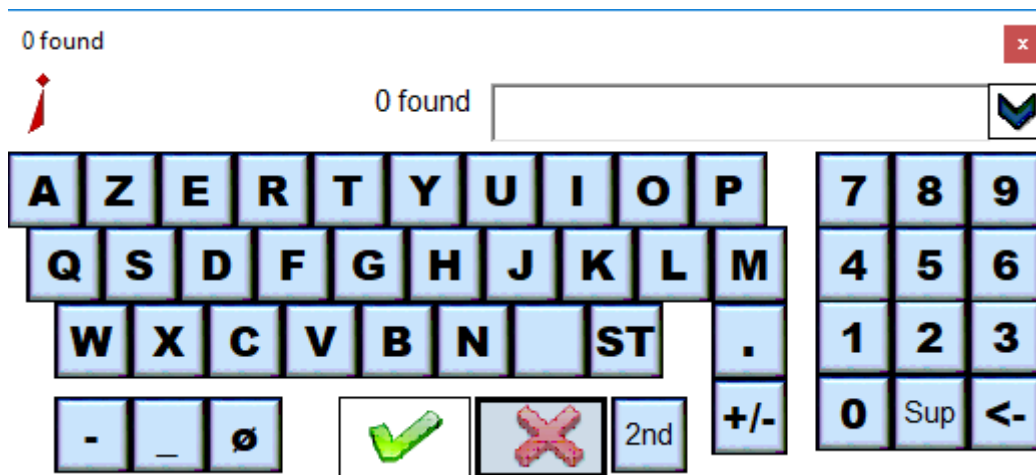 0 found
x
0 found
A Z E R T Y U I O P 7 8 9
Q S D F G H J K L M 4 5 6
W X C V B N ST . 1 2 3
- _ ø 2nd +/- 0 Sup <-